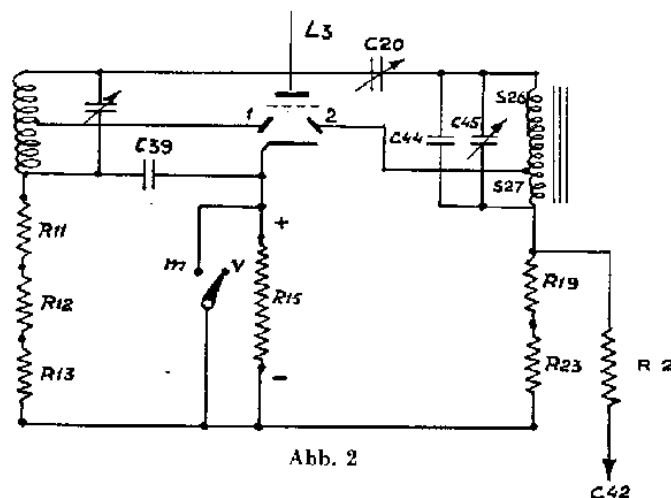 L3
C20
S26
1
2
C44
C45
C39
S27
R11
+
m
V
R19
R12
R15
R13
R23
R 2
-
Abb. 2
C42